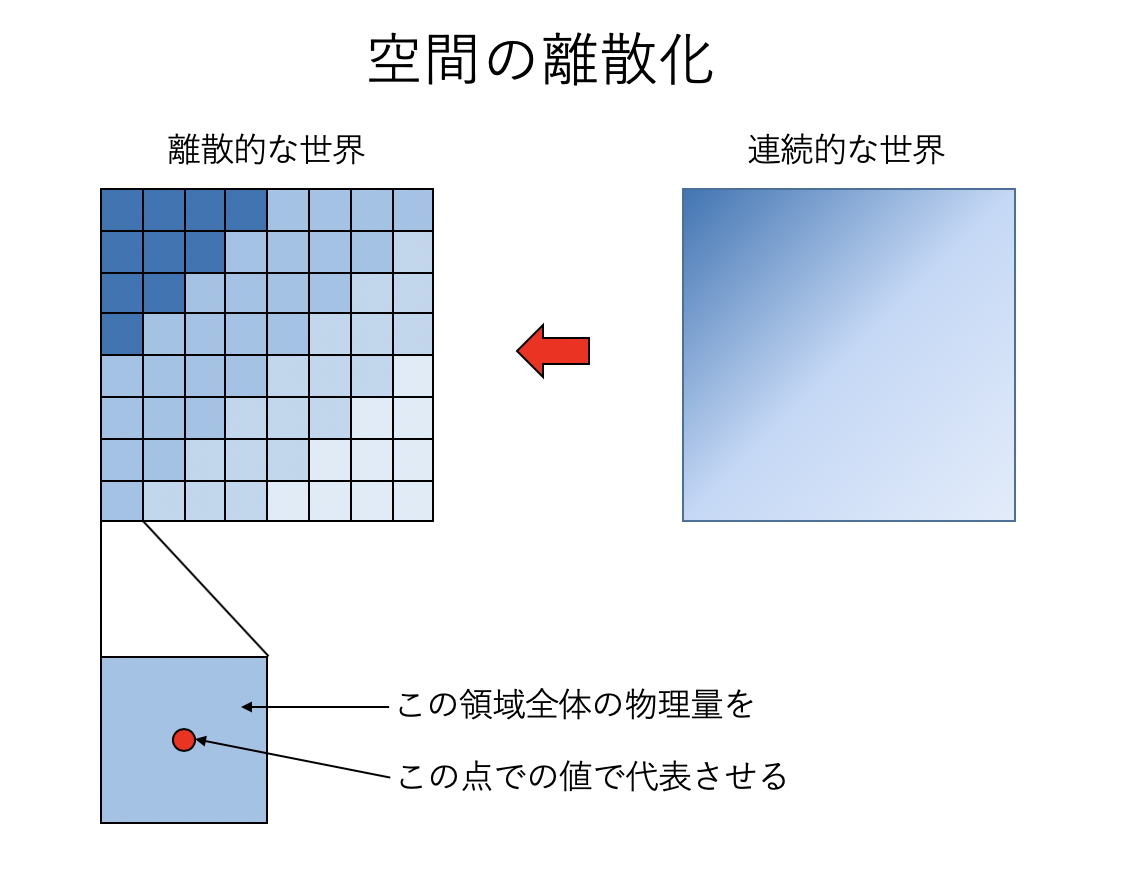 空間の離散化
離散的な世界
連続的な世界
この領域全体の物理量を
この点での値で代表させる